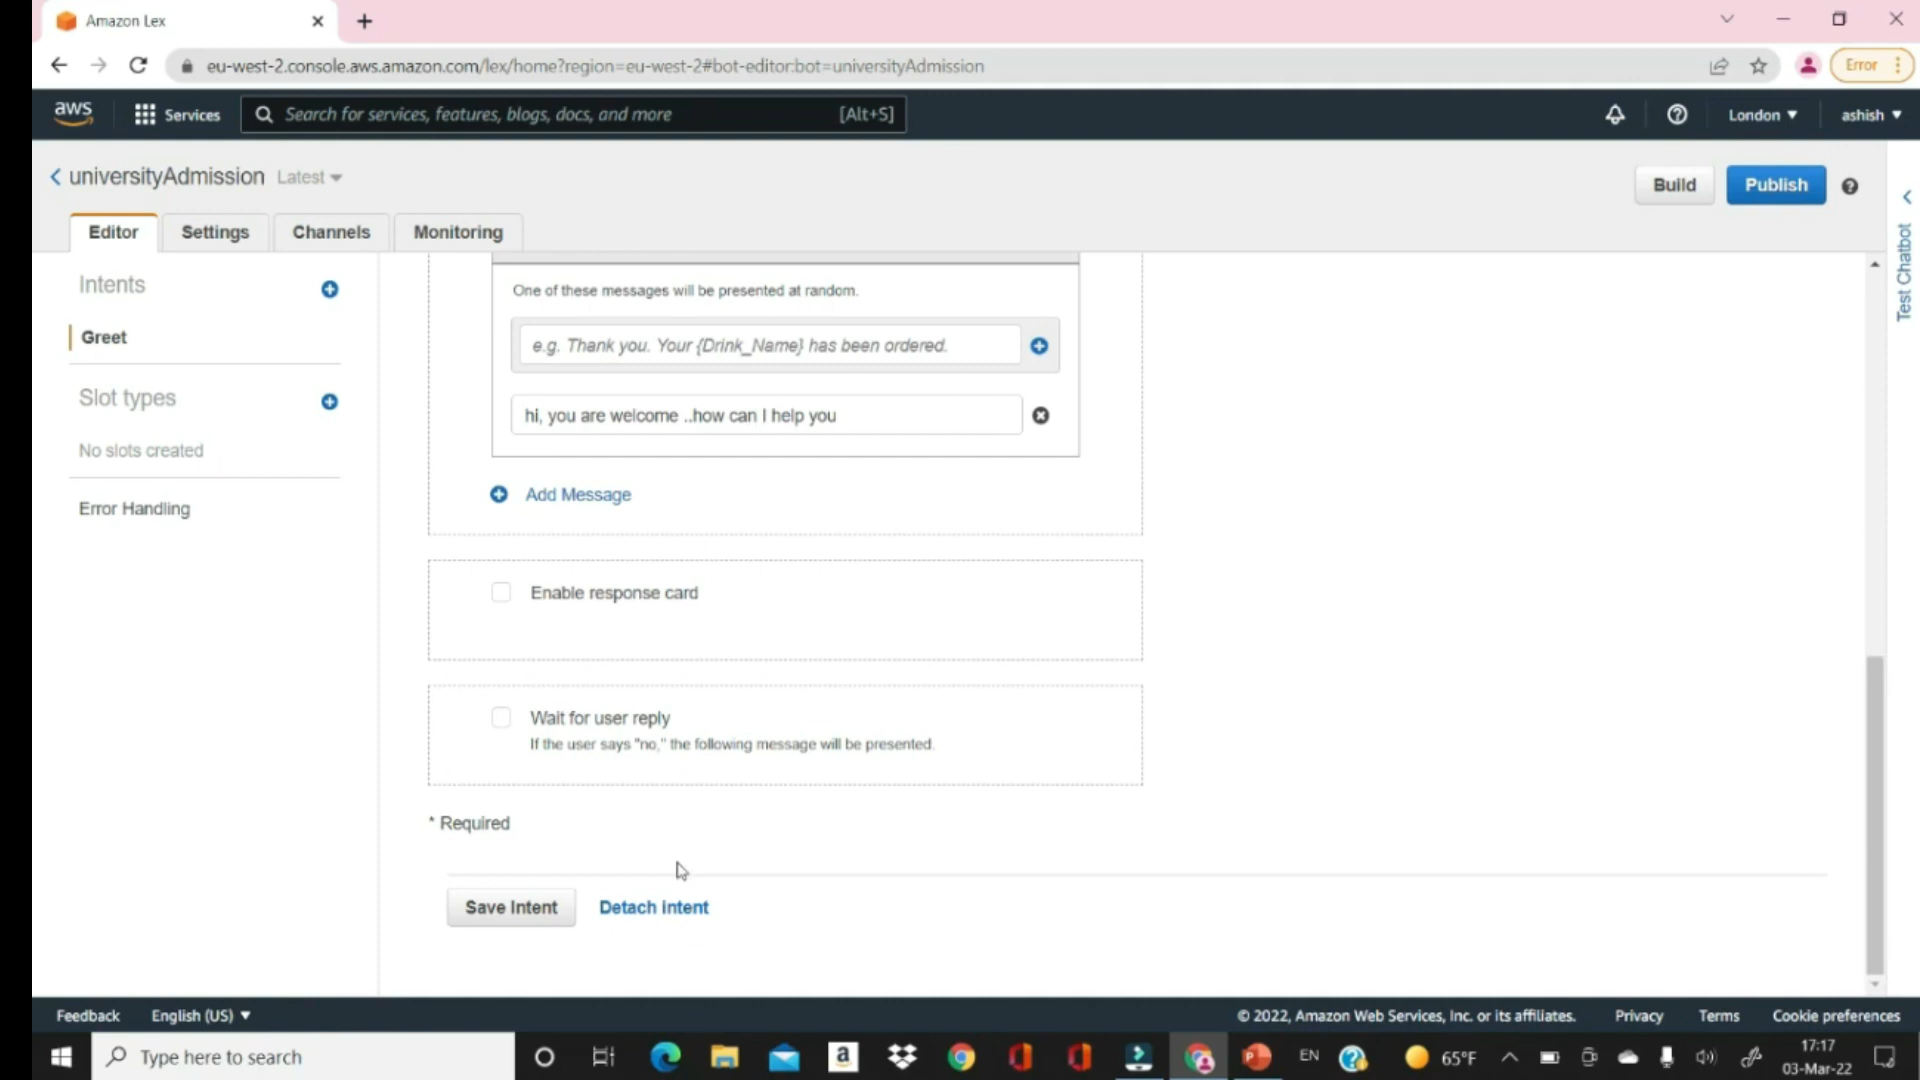 Amazon Lex
eu-west-2.console.aws.amazon.com/lex/home?region=eu-west-2#bot-editor:bot=universityAdmission
Error
aws
Services
Search for services, features, blogs, docs, and more
[Alt+S]
London
ashish
universityAdmission Latest
Build
Publish
Editor
Settings
Channels
Monitoring
Test Chatbot
Intents
Greet
Slot types
No slots created
Error Handling
One of these messages will be presented at random.
e.g. Thank you. Your {Drink_Name} has been ordered.
hi, you are welcome ..how can I help you
Add Message
Enable response card
Wait for user reply
If the user says "no," the following message will be presented.
* Required
Save Intent
Detach intent
Feedback
English (US)
© 2022, Amazon Web Services, Inc. or its affiliates.
Privacy
Terms
Cookie preferences
Type here to search
EN
65°F
17:17
03-Mar-22